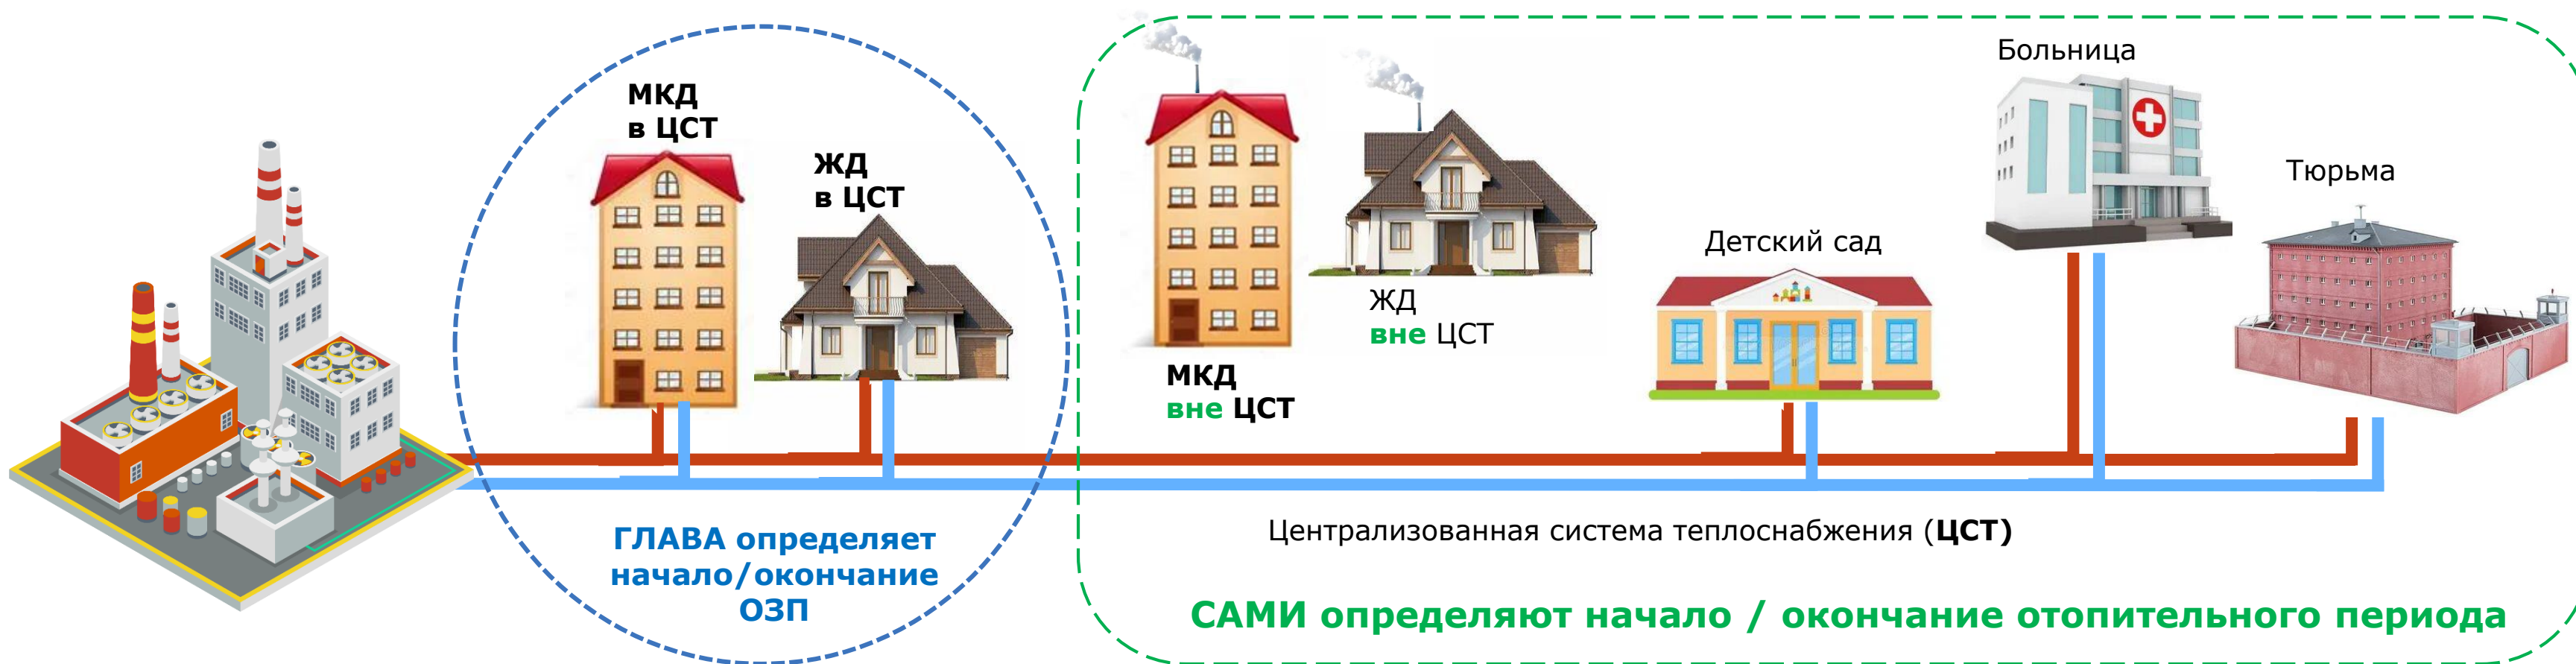 МКД
в ЦСТ
ЖД
в ЦСТ
ГЛАВА определяет
начало/окончание
ОЗП
МКД
вне ЦСТ
ЖД
вне ЦСТ
Детский сад
Больница
Тюрьма
Централизованная система теплоснабжения (ЦСТ)
САМИ определяют начало / окончание отопительного периода